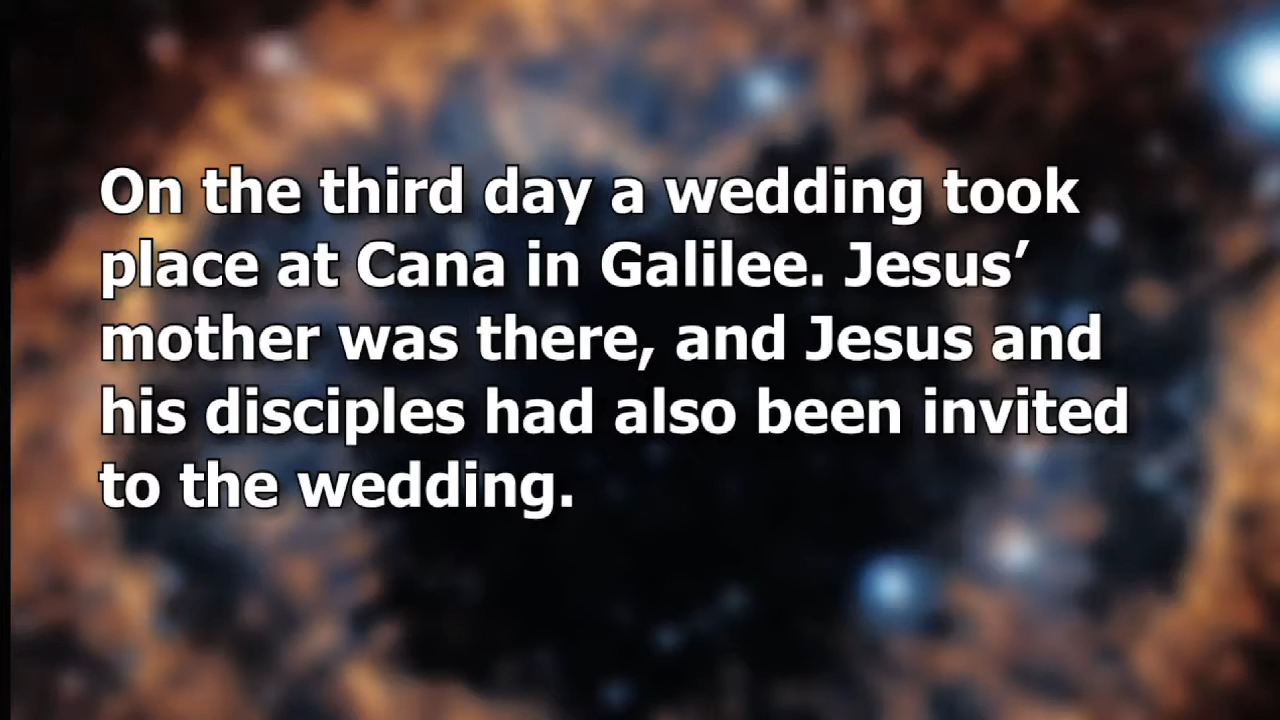 On the third day a wedding took
place at Cana in Galilee. Jesus’
mother was there, and Jesus and
his disciples had also been invited
to the wedding.